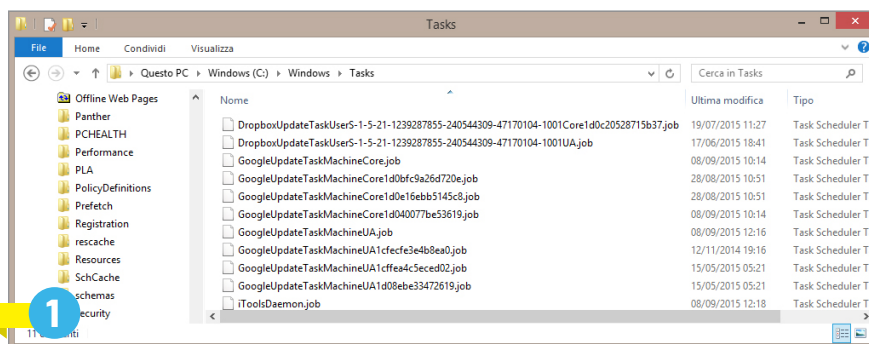 Tasks
File Home Condividi Visualizza
Questo PC Windows (C:) Windows Tasks Cerca in Tasks
Offline Web Pages
Panther
PCHEALTH
Performance
PLA
PolicyDefinitions
Prefetch
Registration
rescache
Resources
SchCache
schemas
Nome Ultima modifica Tipo
DropboxUpdateTaskUserS-1-5-21-1239287855-240544309-47170104-1001Core1d0c20528715b37.job 19/07/2015 11:27 Task Scheduler T
DropboxUpdateTaskUserS-1-5-21-1239287855-240544309-47170104-1001UA.job 17/06/2015 18:41 Task Scheduler T
GoogleUpdateTaskMachineCore.job 08/09/2015 10:14 Task Scheduler T
GoogleUpdateTaskMachineCore1d0bfc9a26d720e.job 28/08/2015 10:51 Task Scheduler T
GoogleUpdateTaskMachineCore1d0e16ebb5145c8.job 28/08/2015 10:51 Task Scheduler T
GoogleUpdateTaskMachineCore1d040077be53619.job 08/09/2015 10:14 Task Scheduler T
GoogleUpdateTaskMachineUA.job 08/09/2015 12:16 Task Scheduler T
GoogleUpdateTaskMachineUA1cfecfe3e4b8ea0.job 12/11/2014 19:16 Task Scheduler T
GoogleUpdateTaskMachineUA1cffea4c5eced02.job 15/05/2015 05:21 Task Scheduler T
GoogleUpdateTaskMachineUA1d08ebe33472619.job 15/05/2015 05:21 Task Scheduler T
iToolsDaemon.job 08/09/2015 12:18 Task Scheduler T
1
11